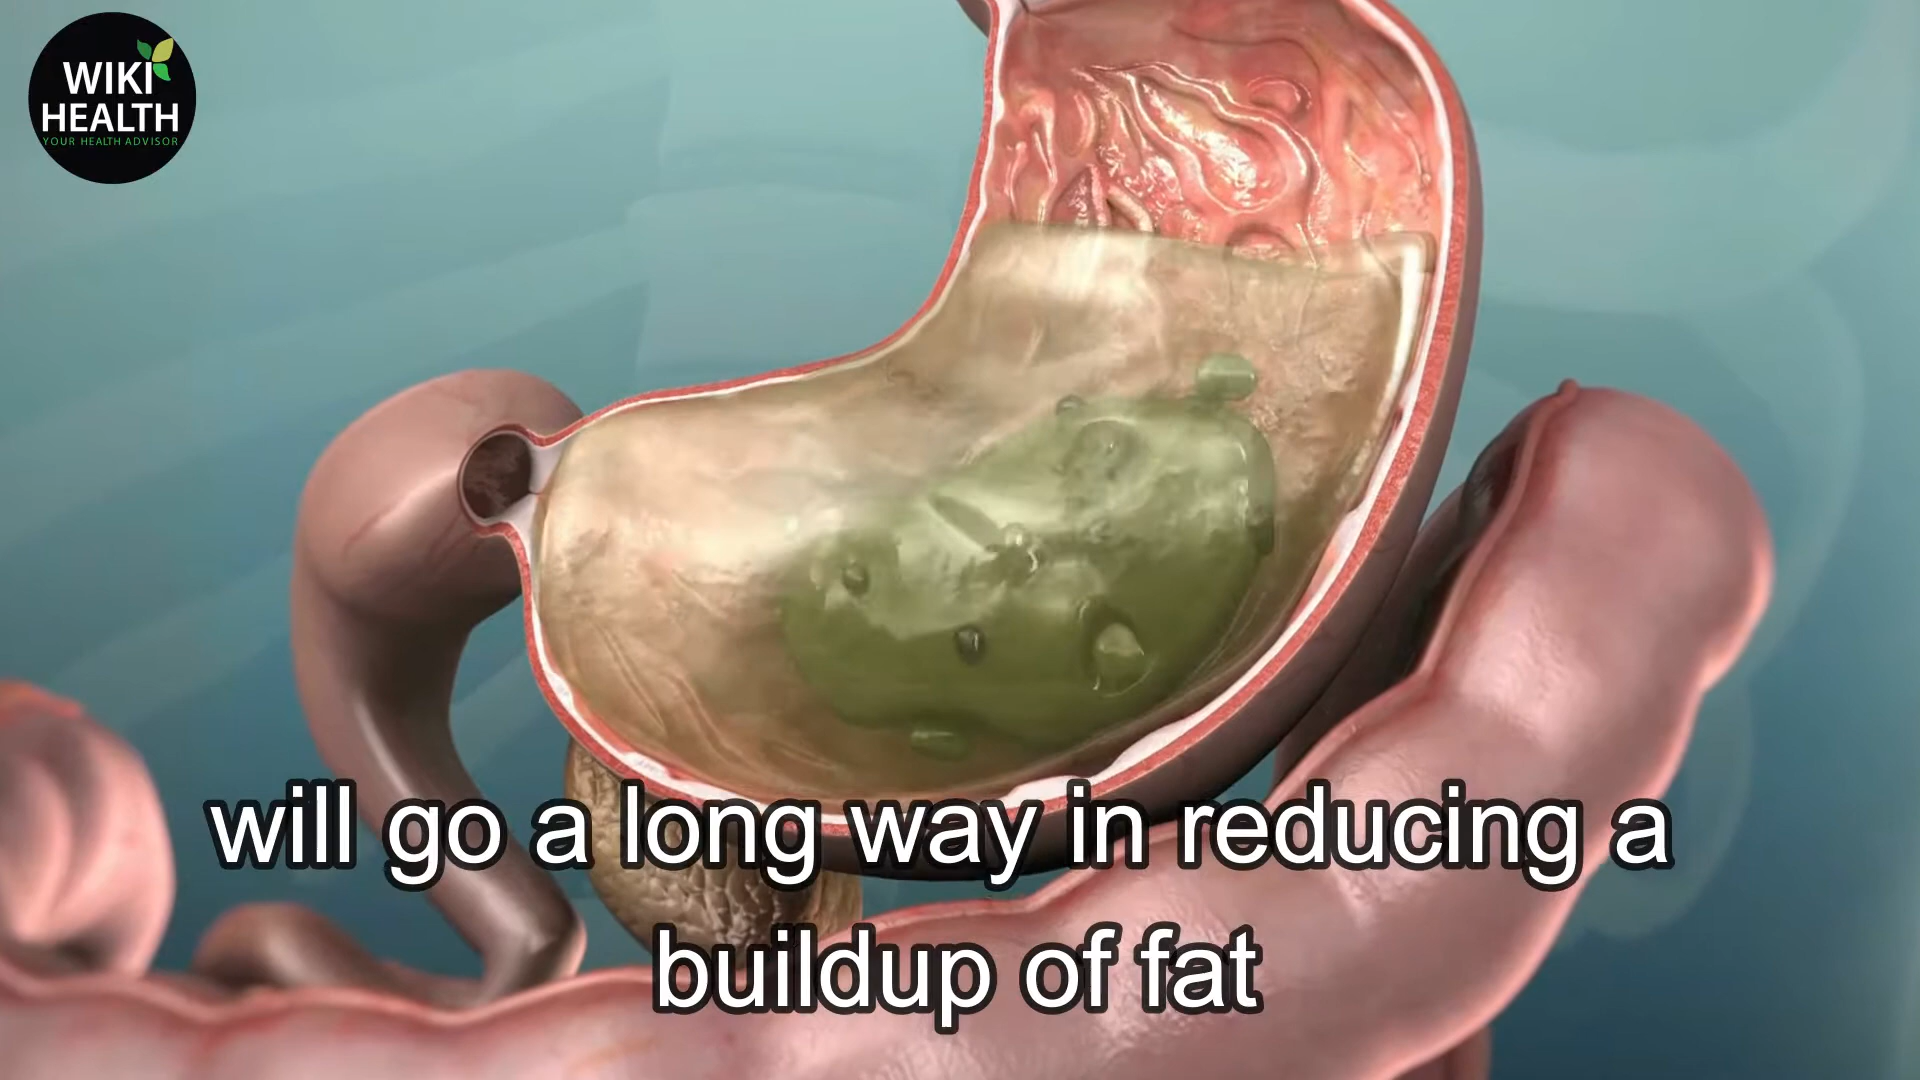 WIKI
HEALTH
YOUR HEALTH ADVISOR
will go a long way in reducing a
buildup of fat